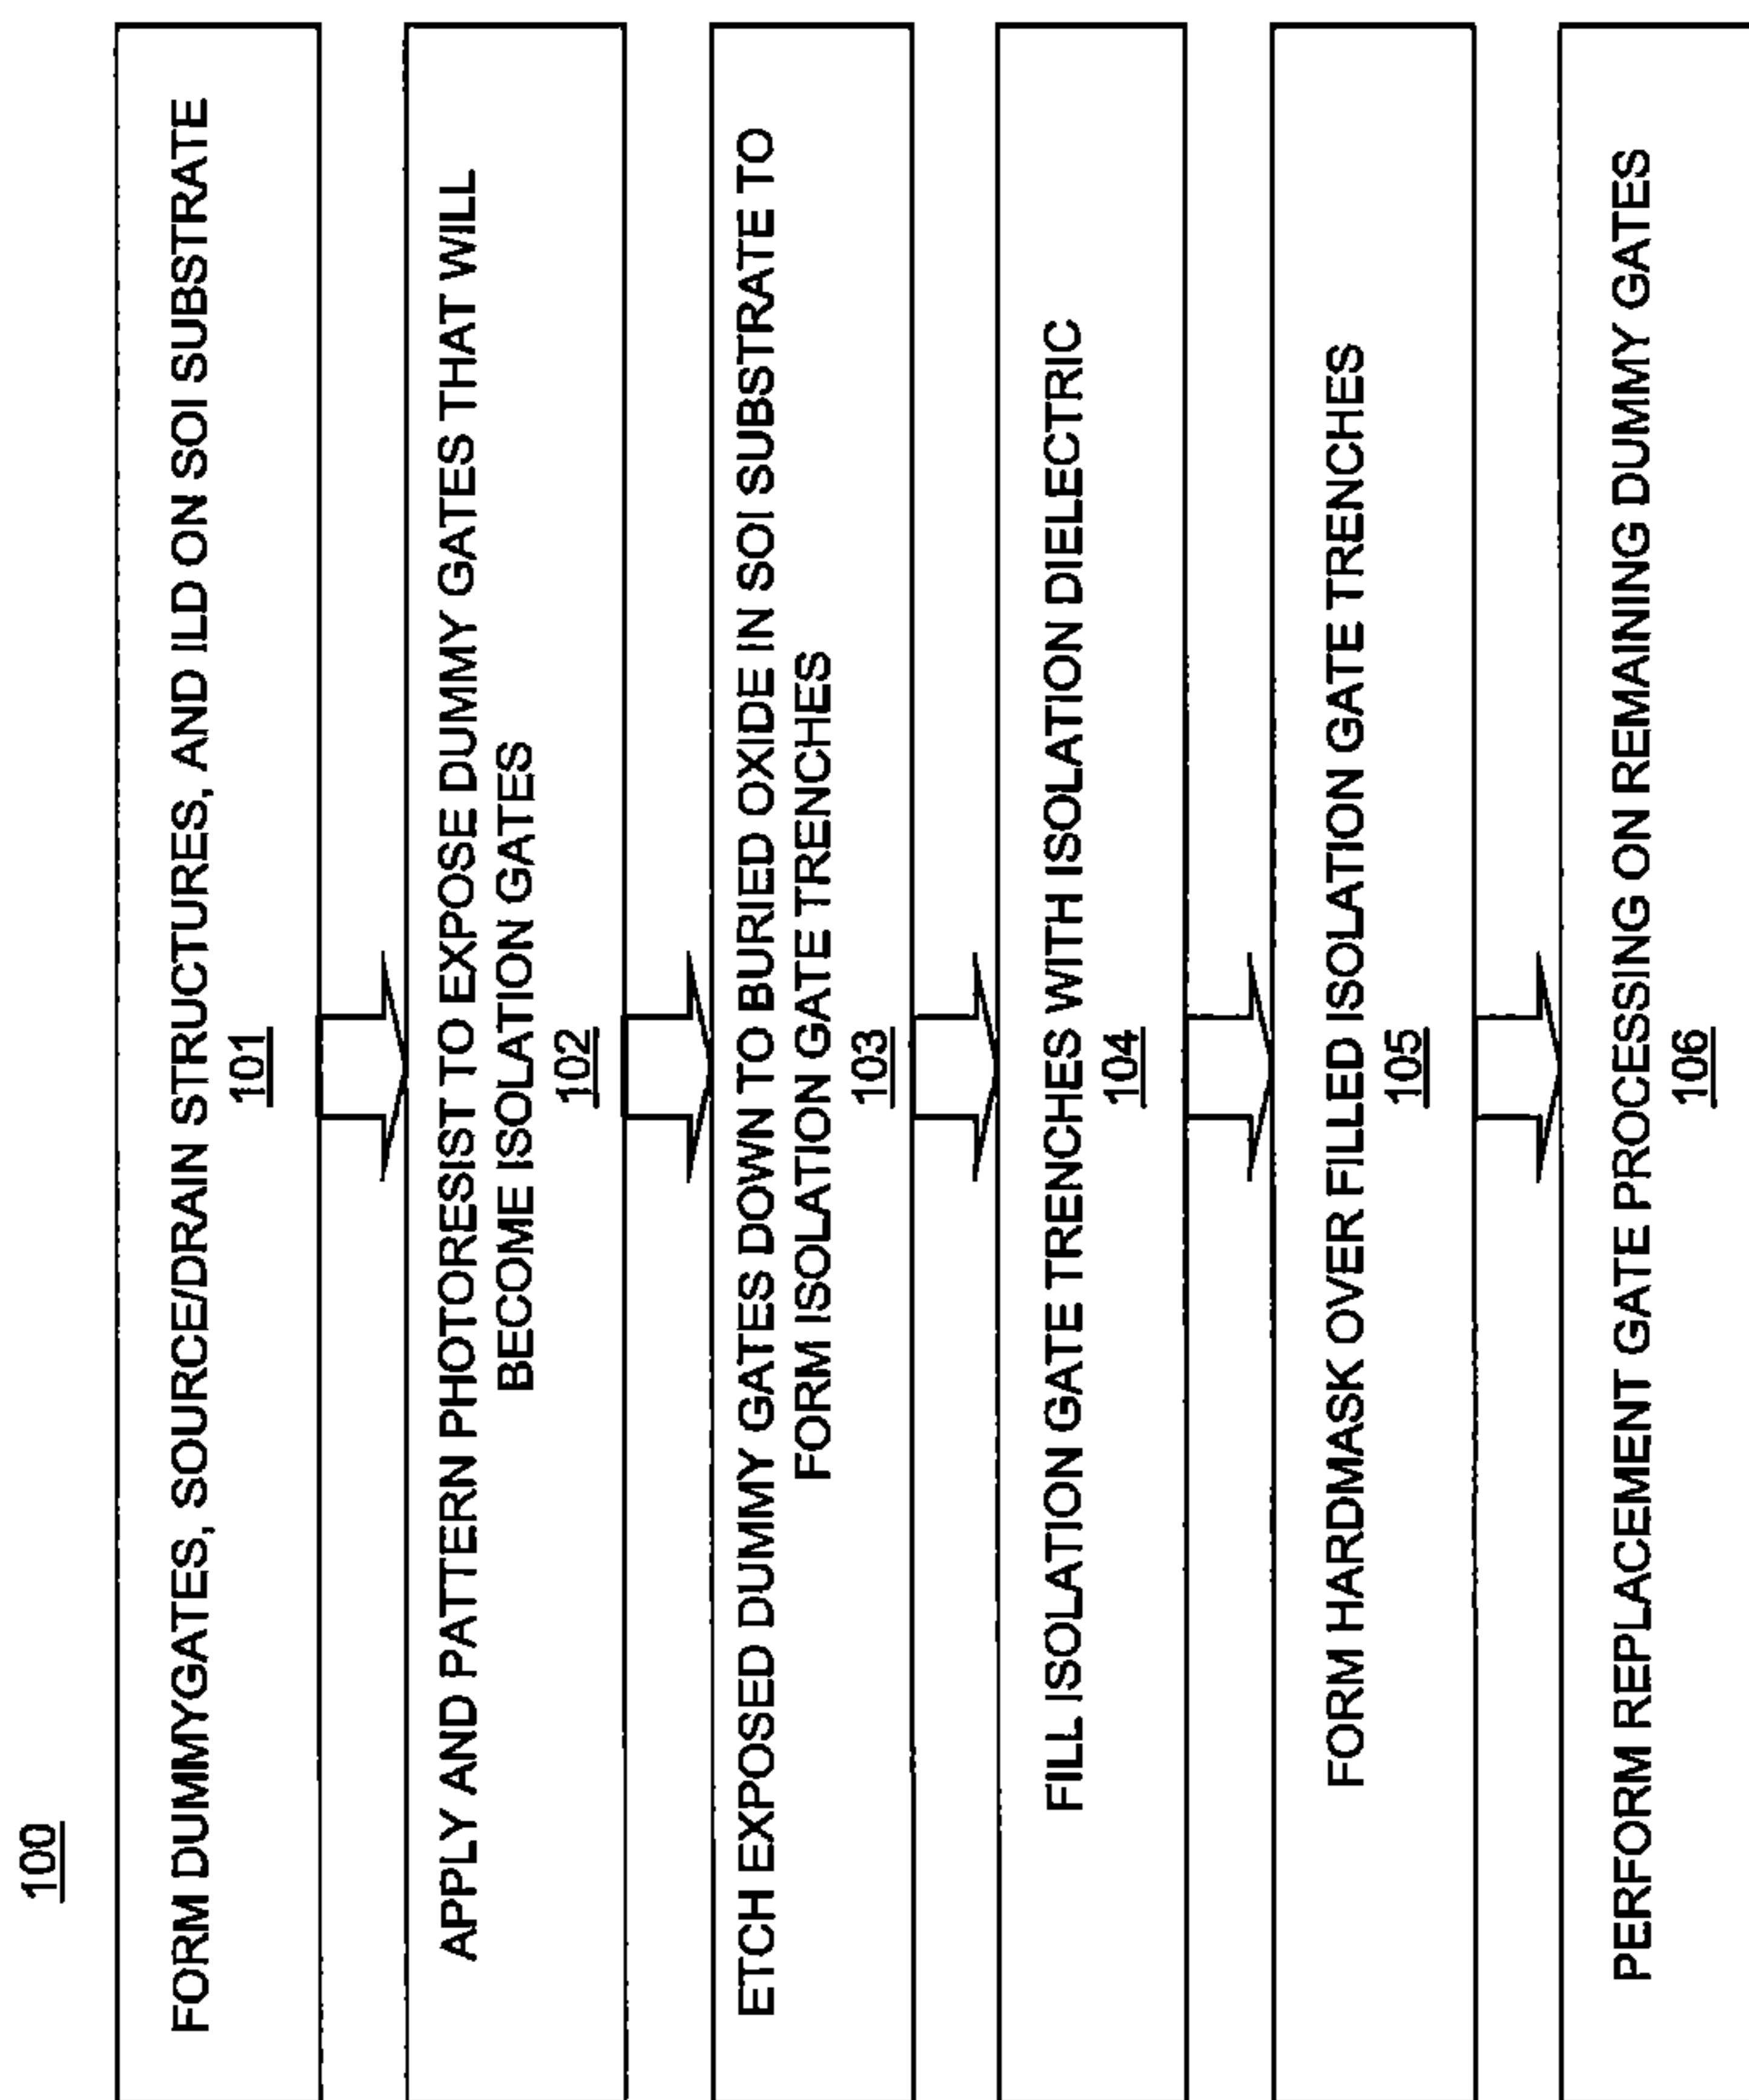 100
FORM DUMMYGATES, SOURCE/DRAIN STRUCTURES, AND ILD ON SOI SUBSTRATE
101
APPLY AND PATTERN PHOTORESIST TO EXPOSE DUMMY GATES THAT WILL
BECOME ISOLATION GATES
102
ETCH EXPOSED DUMMY GATES DOWN TO BURIED OXIDE IN SOI SUBSTRATE TO
FORM ISOLATION GATE TRENCHES
103
FILL ISOLATION GATE TRENCHES WITH ISOLATION DIELECTRIC
104
FORM HARDMASK OVER FILLED ISOLATION GATE TRENCHES
105
PERFORM REPLACEMENT GATE PROCESSING ON REMAINING DUMMY GATES
106